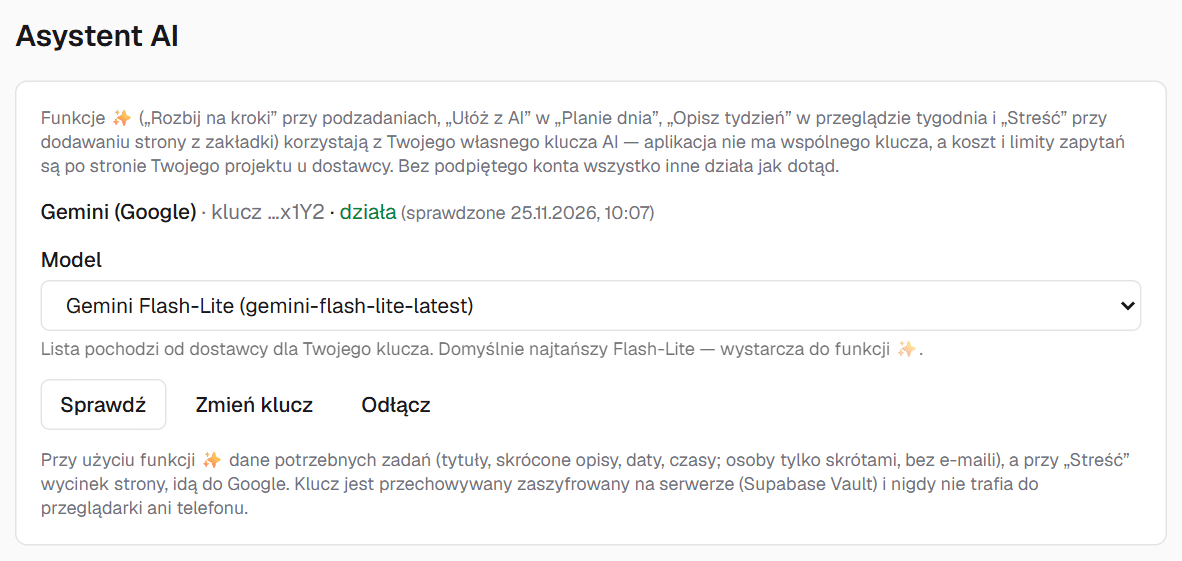 Asystent AI
Funkcje ✨ („Rozbij na kroki” przy podzadaniach, „Ułóż z AI” w „Planie dnia”, „Opisz tydzień” w przeglądzie tygodnia i „Streść” przy
dodawaniu strony z zakładki) korzystają z Twojego własnego klucza AI — aplikacja nie ma wspólnego klucza, a koszt i limity zapytań
są po stronie Twojego projektu u dostawcy. Bez podpiętego konta wszystko inne działa jak dotąd.
Gemini (Google) · klucz …x1Y2 · działa (sprawdzone 25.11.2026, 10:07)
Model
Gemini Flash-Lite (gemini-flash-lite-latest)
Lista pochodzi od dostawcy dla Twojego klucza. Domyślnie najtańszy Flash-Lite — wystarcza do funkcji ✨.
Sprawdź Zmień klucz Odłącz
Przy użyciu funkcji ✨ dane potrzebnych zadań (tytuły, skrócone opisy, daty, czasy; osoby tylko skrótami, bez e-maili), a przy „Streść”
wycinek strony, idą do Google. Klucz jest przechowywany zaszyfrowany na serwerze (Supabase Vault) i nigdy nie trafia do
przeglądarki ani telefonu.